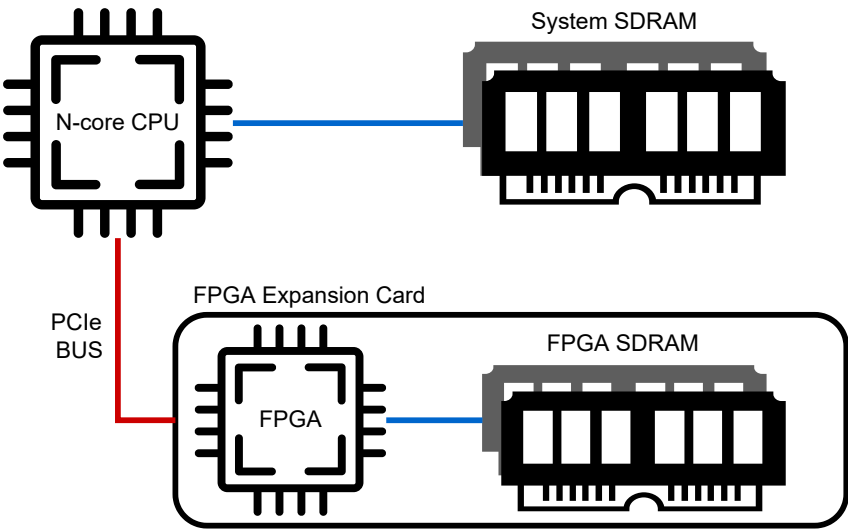 System SDRAM
N-core CPU
FPGA Expansion Card
PCIe
BUS
FPGA SDRAM
FPGA